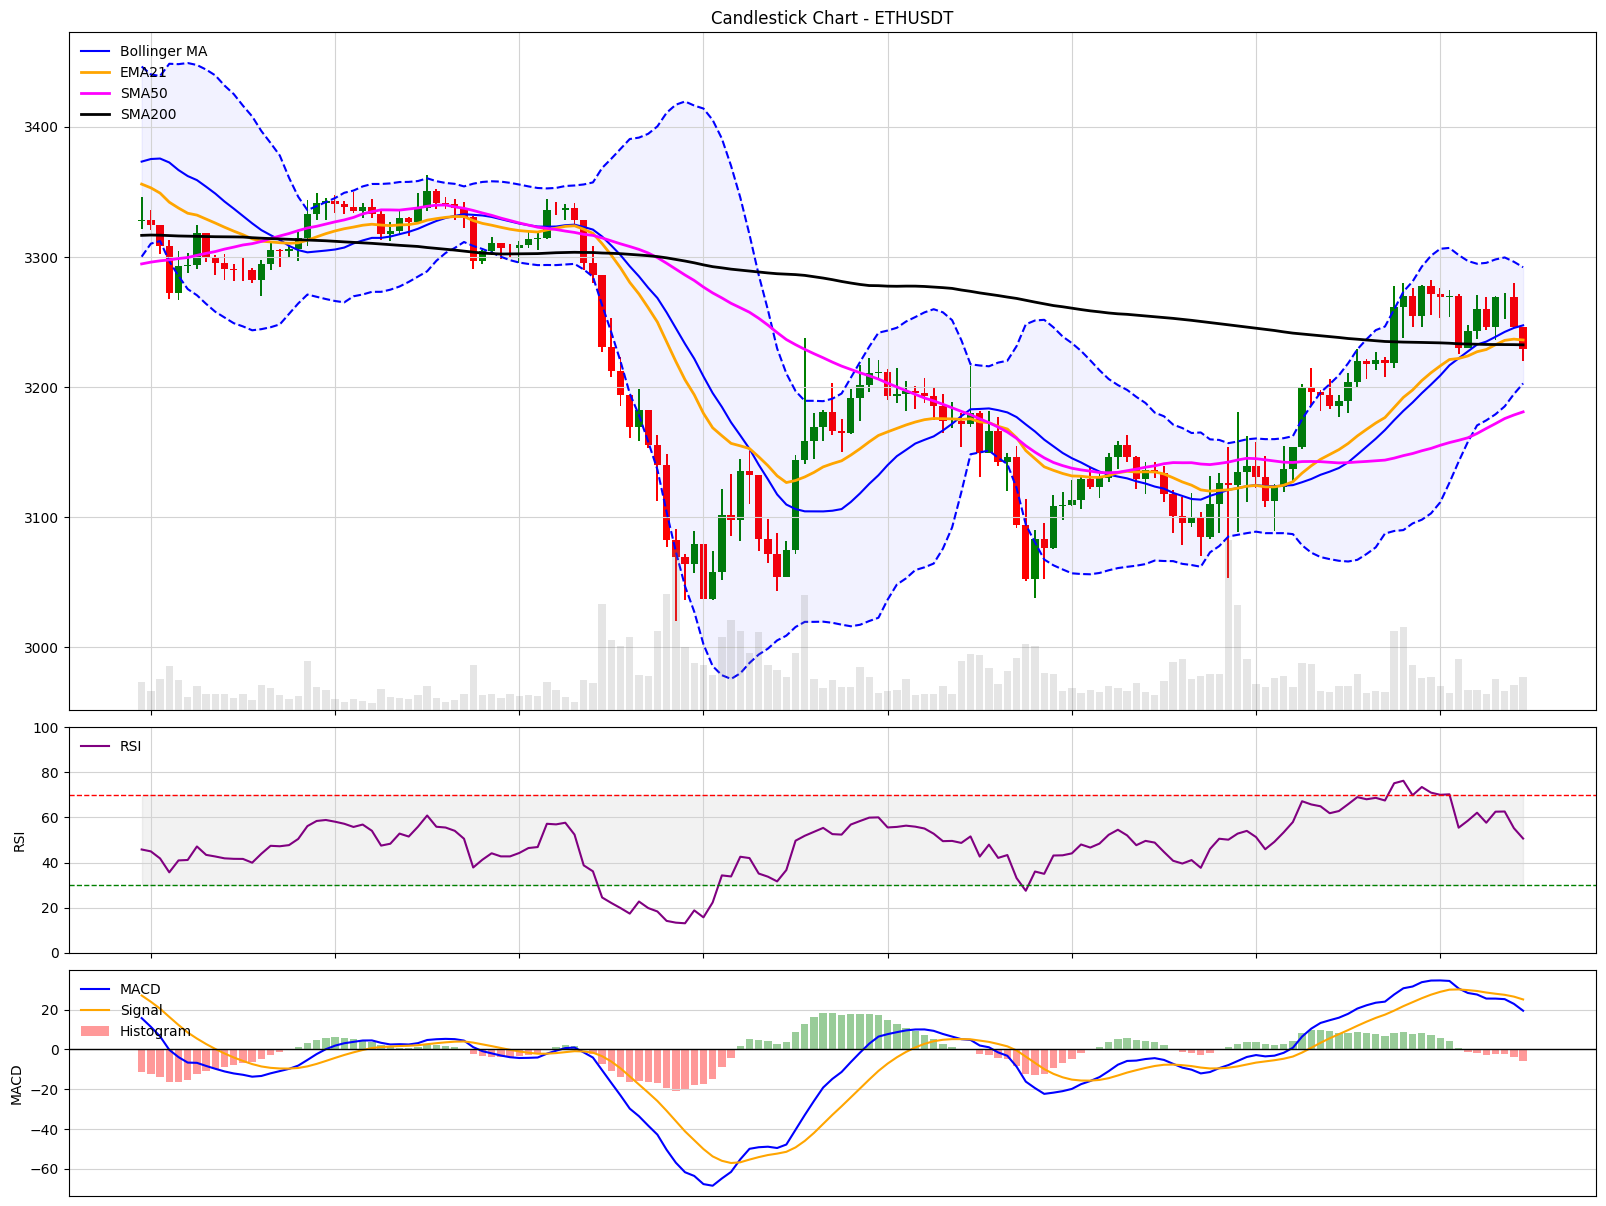 Candlestick Chart - ETHUSDT
Bollinger MA
EMA21
SMA50
SMA200
3400
3300
3200
3100
3000
RSI
100
80
60
40
20
0
RSI
MACD
Signal
Histogram
20
0
−20
−40
−60
MACD